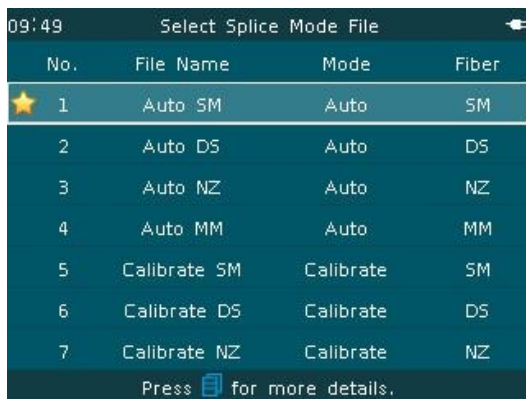 09:49 Select Splice Mode File
No. File Name Mode Fiber
1 Auto SM Auto SM
2 Auto DS Auto DS
3 Auto NZ Auto NZ
4 Auto MM Auto MM
5 Calibrate SM Calibrate SM
6 Calibrate DS Calibrate DS
7 Calibrate NZ Calibrate NZ
Press for more details.